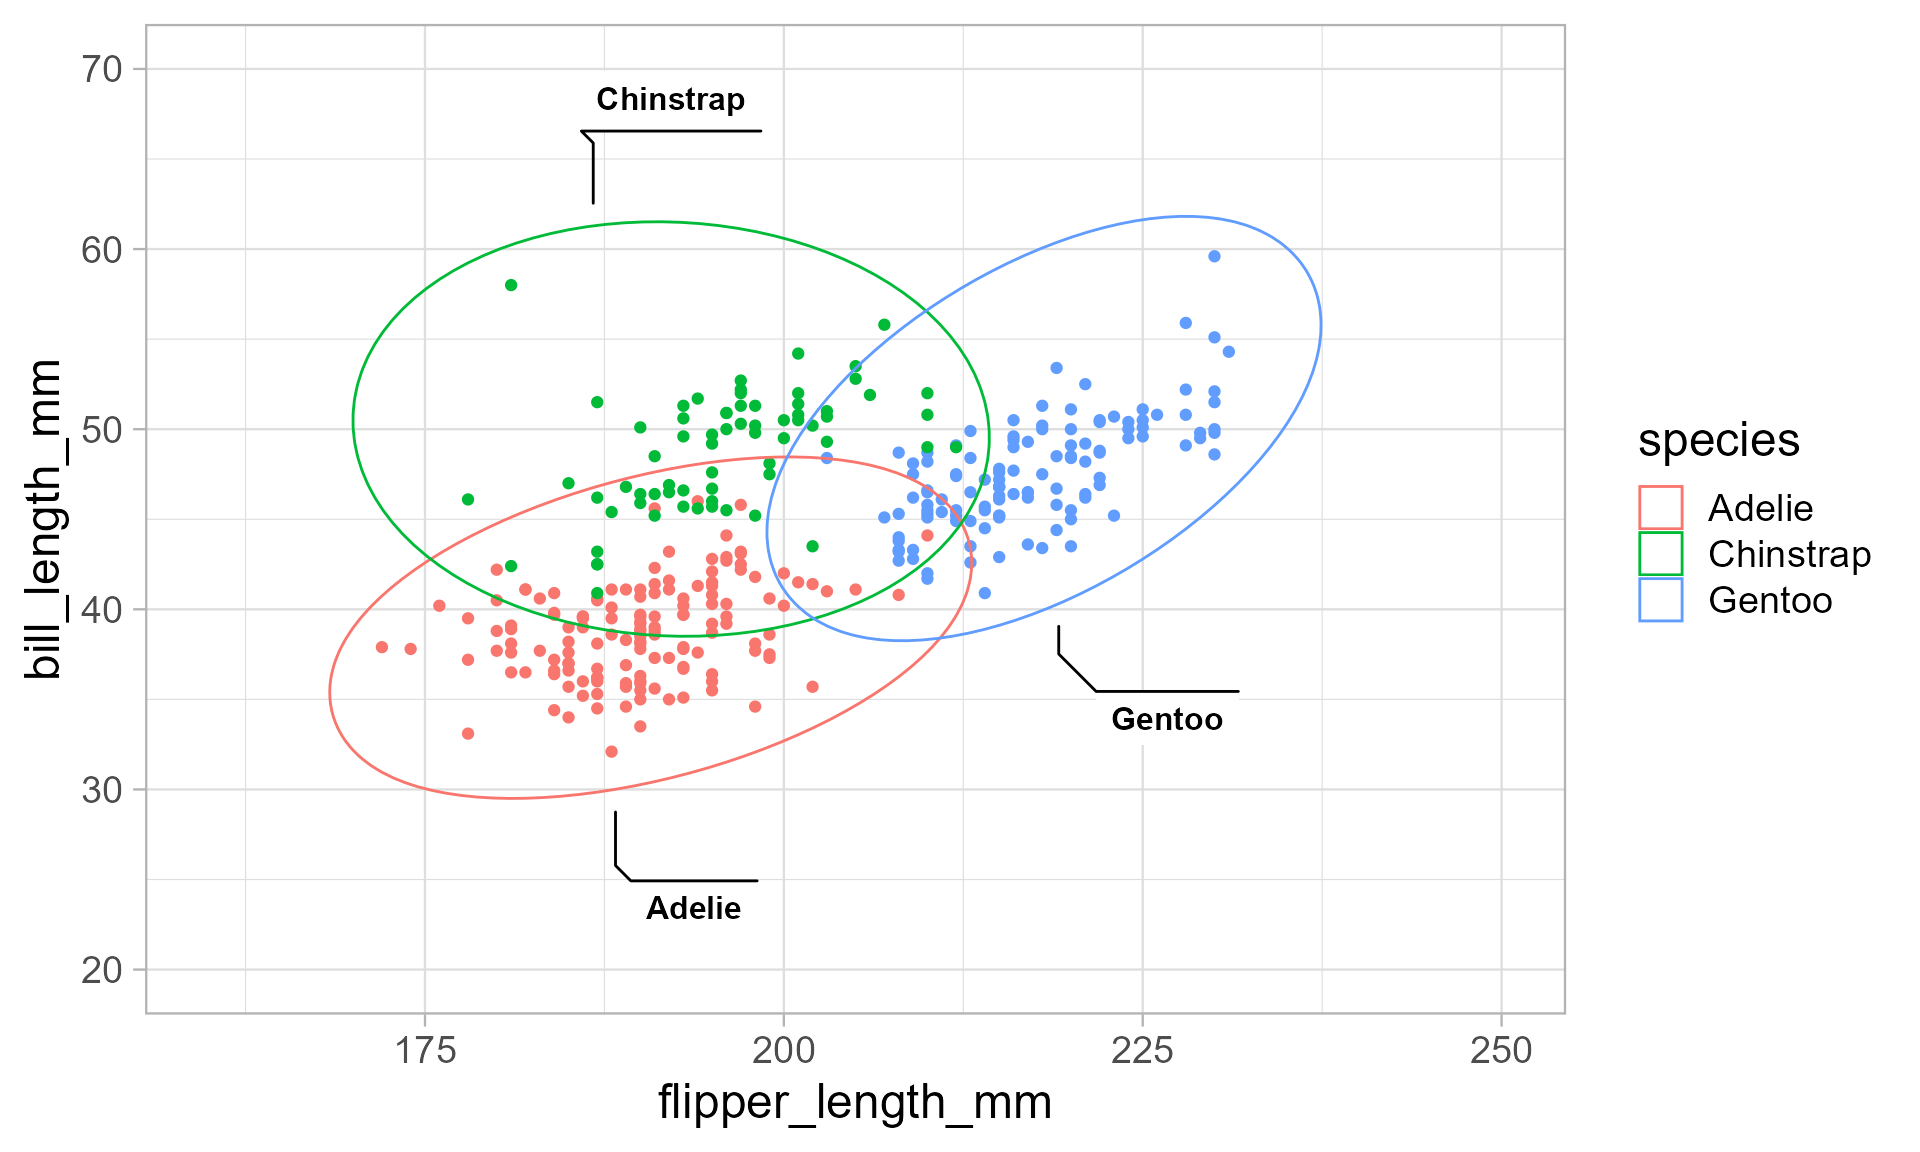 70
60
50
40
30
20
bill_length_mm
Chinstrap
Gentoo
Adelie
175
200
225
250
flipper_length_mm
species
Adelie
Chinstrap
Gentoo